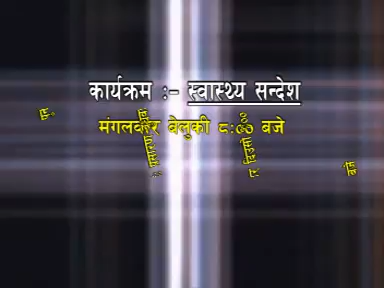 कार्यक्रम :- स्वास्थ्य सन्देश
मंगलबार बेलुकी ८:०० बजे